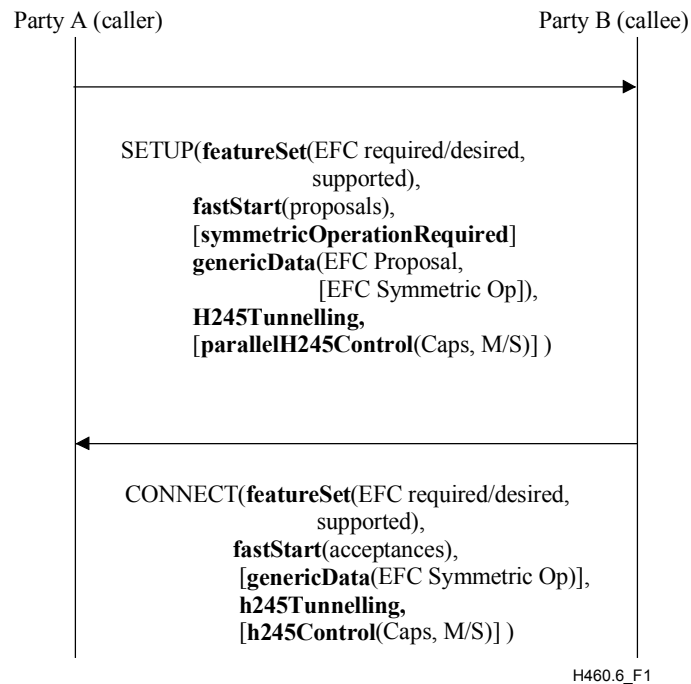 Party A (caller) Party B (callee)
SETUP(featureSet(EFC required/desired,
supported),
fastStart(proposals),
[symmetricOperationRequired]
genericData(EFC Proposal,
[EFC Symmetric Op]),
H245Tunnelling,
[parallelH245Control(Caps, M/S)] )
CONNECT(featureSet(EFC required/desired,
supported),
fastStart(acceptances),
[genericData(EFC Symmetric Op)],
h245Tunnelling,
[h245Control(Caps, M/S)] )
H460.6_F1